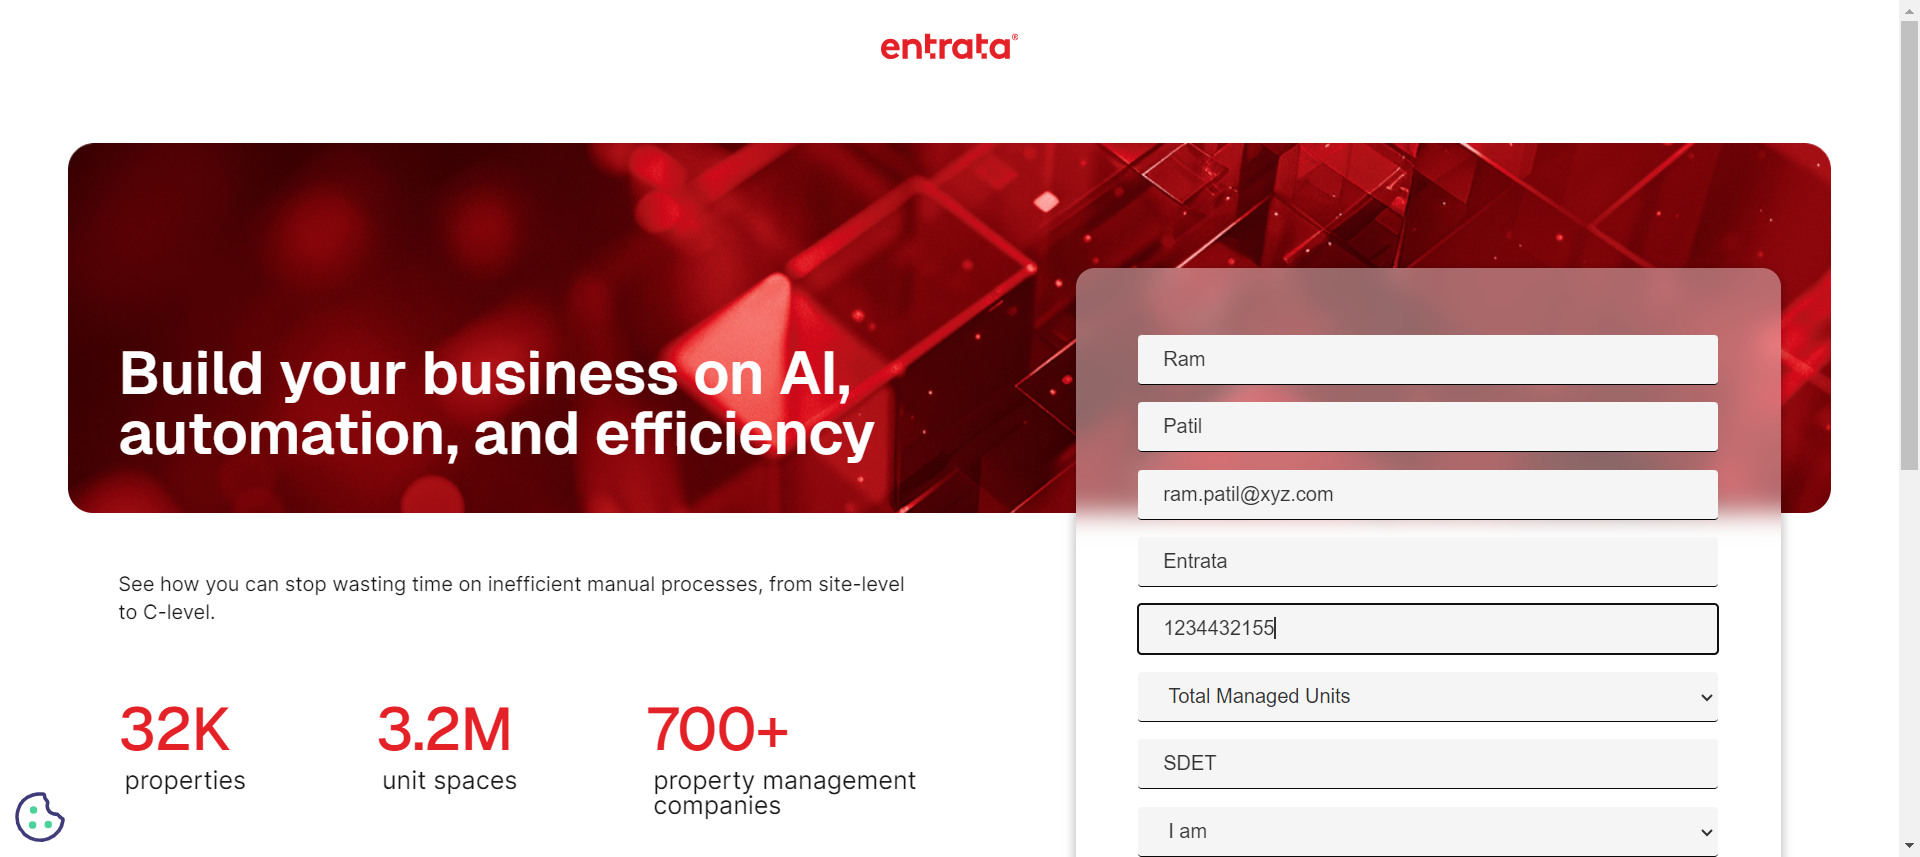 entrata®
Build your business on AI,
automation, and efficiency
See how you can stop wasting time on inefficient manual processes, from site-level
to C-level.
32K
properties
3.2M
unit spaces
700+
property management
companies
Ram
Patil
ram.patil@xyz.com
Entrata
1234432155
Total Managed Units
SDET
I am